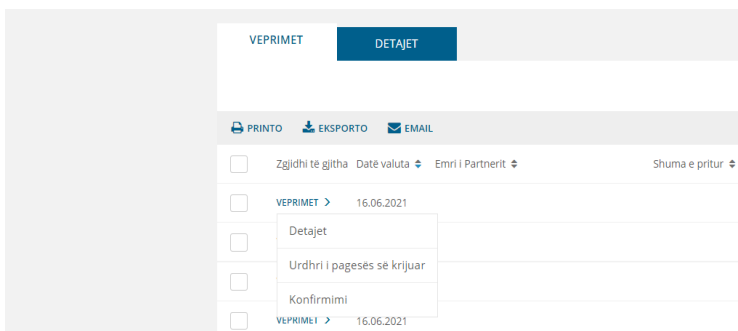 VEPRIMET DETAJET
PRINTO EKSPORTO EMAIL
Zgjidhi të gjitha Datë valuta Emri i Partnerit Shuma e pritur
VEPRIMET 16.06.2021
Detajet
Urdhri i pagesës së krijuar
Konfirmimi
VEPRIMET 16.06.2021